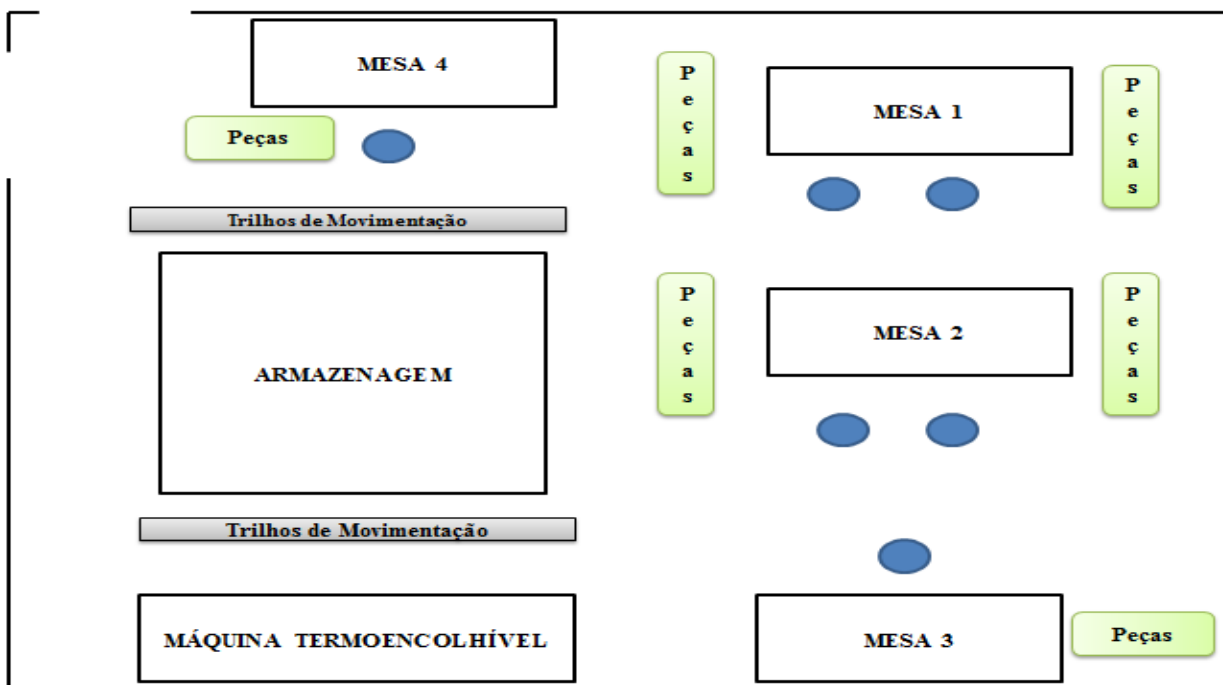 MESA 4
Peças
Trilhos de Movimentação
ARMAZENAGEM
Trilhos de Movimentação
MÁQUINA TERMOENCOLHÍVEL
Peças
MESA 1
Peças
Peças
MESA 2
Peças
MESA 3
Peças